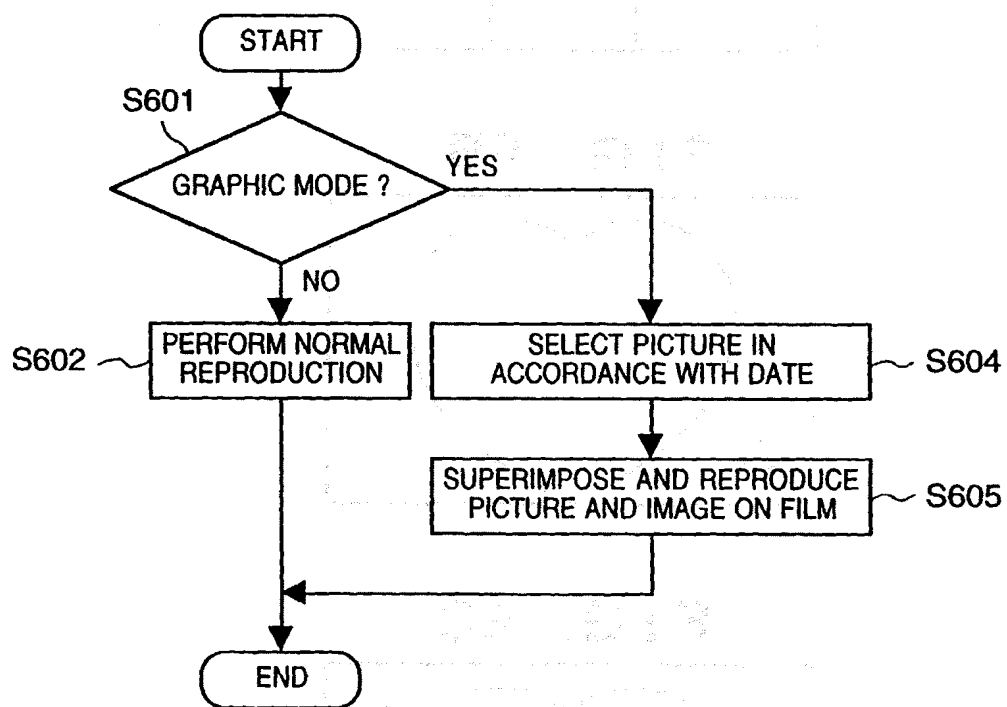 START
S601
GRAPHIC MODE ?
YES
NO
S602
PERFORM NORMAL
REPRODUCTION
SELECT PICTURE IN
ACCORDANCE WITH DATE
S604
SUPERIMPOSE AND REPRODUCE
PICTURE AND IMAGE ON FILM
S605
END